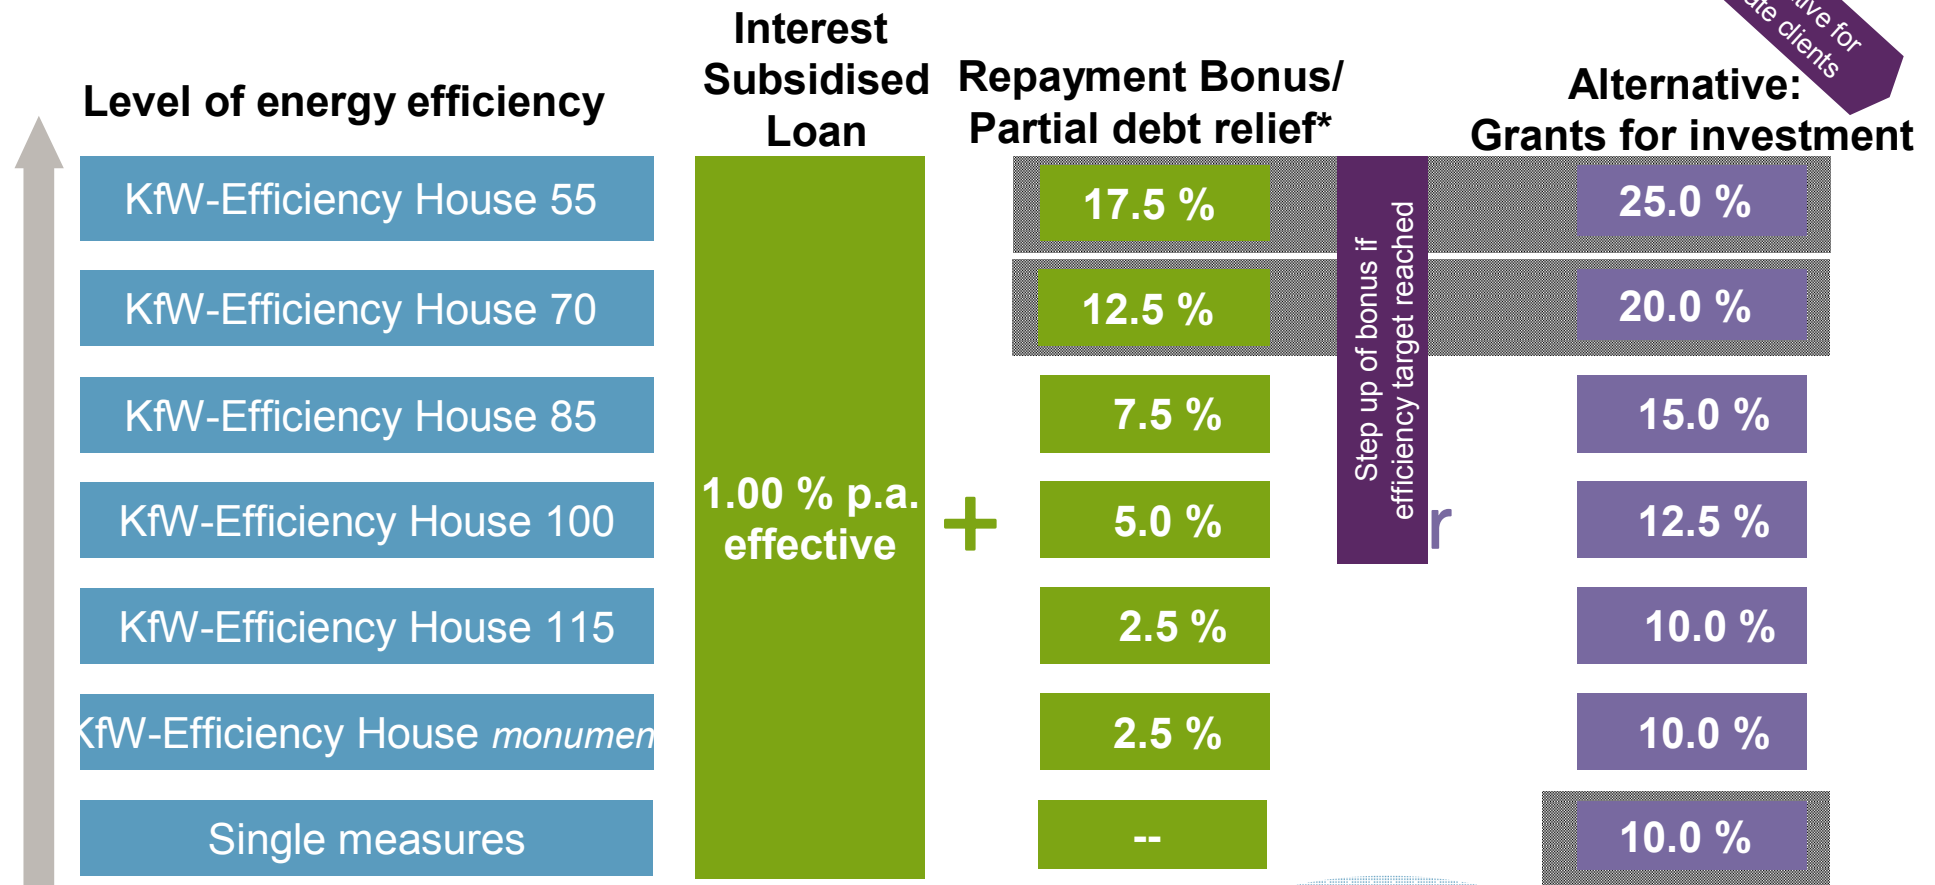 Interest
Subsidised
Loan
Level of energy efficiency
Repayment Bonus/
Partial debt relief*
for
clients
Alternative:
Grants for investment
KfW-Efficiency House 55
17.5 %
25.0 %
KfW-Efficiency House 70
12.5 %
20.0 %
KfW-Efficiency House 85
7.5 %
15.0 %
Step up of bonus if
efficiency target reached
KfW-Efficiency House 100
1.00 % p.a.
effective
+
5.0 %
r
12.5 %
KfW-Efficiency House 115
2.5 %
10.0 %
KfW-Efficiency House monumen
2.5 %
10.0 %
Single measures
--
10.0 %